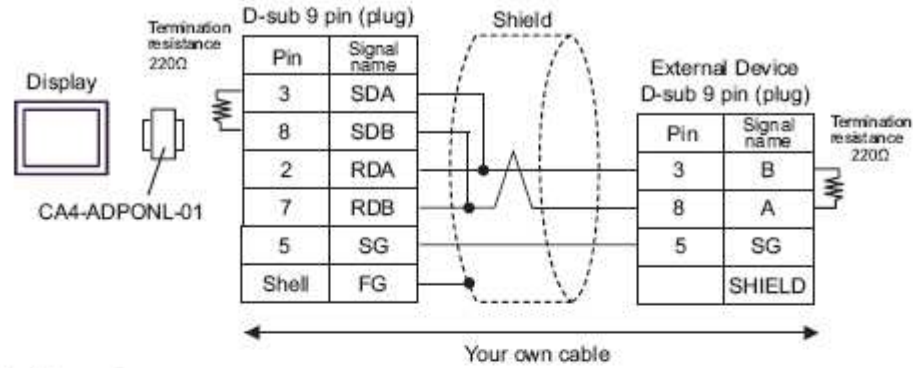 D-sub 9 pin (plug)
Shield
Termination
resistance
220Ω
Pin Signal name
3 SDA
8 SDB
2 RDA
7 RDB
5 SG
Shell FG
Display
CA4-ADPONL-01
External Device
D-sub 9 pin (plug)
Pin Signal name
3 B
8 A
5 SG
SHIELD
Termination
resistance
220Ω
Your own cable